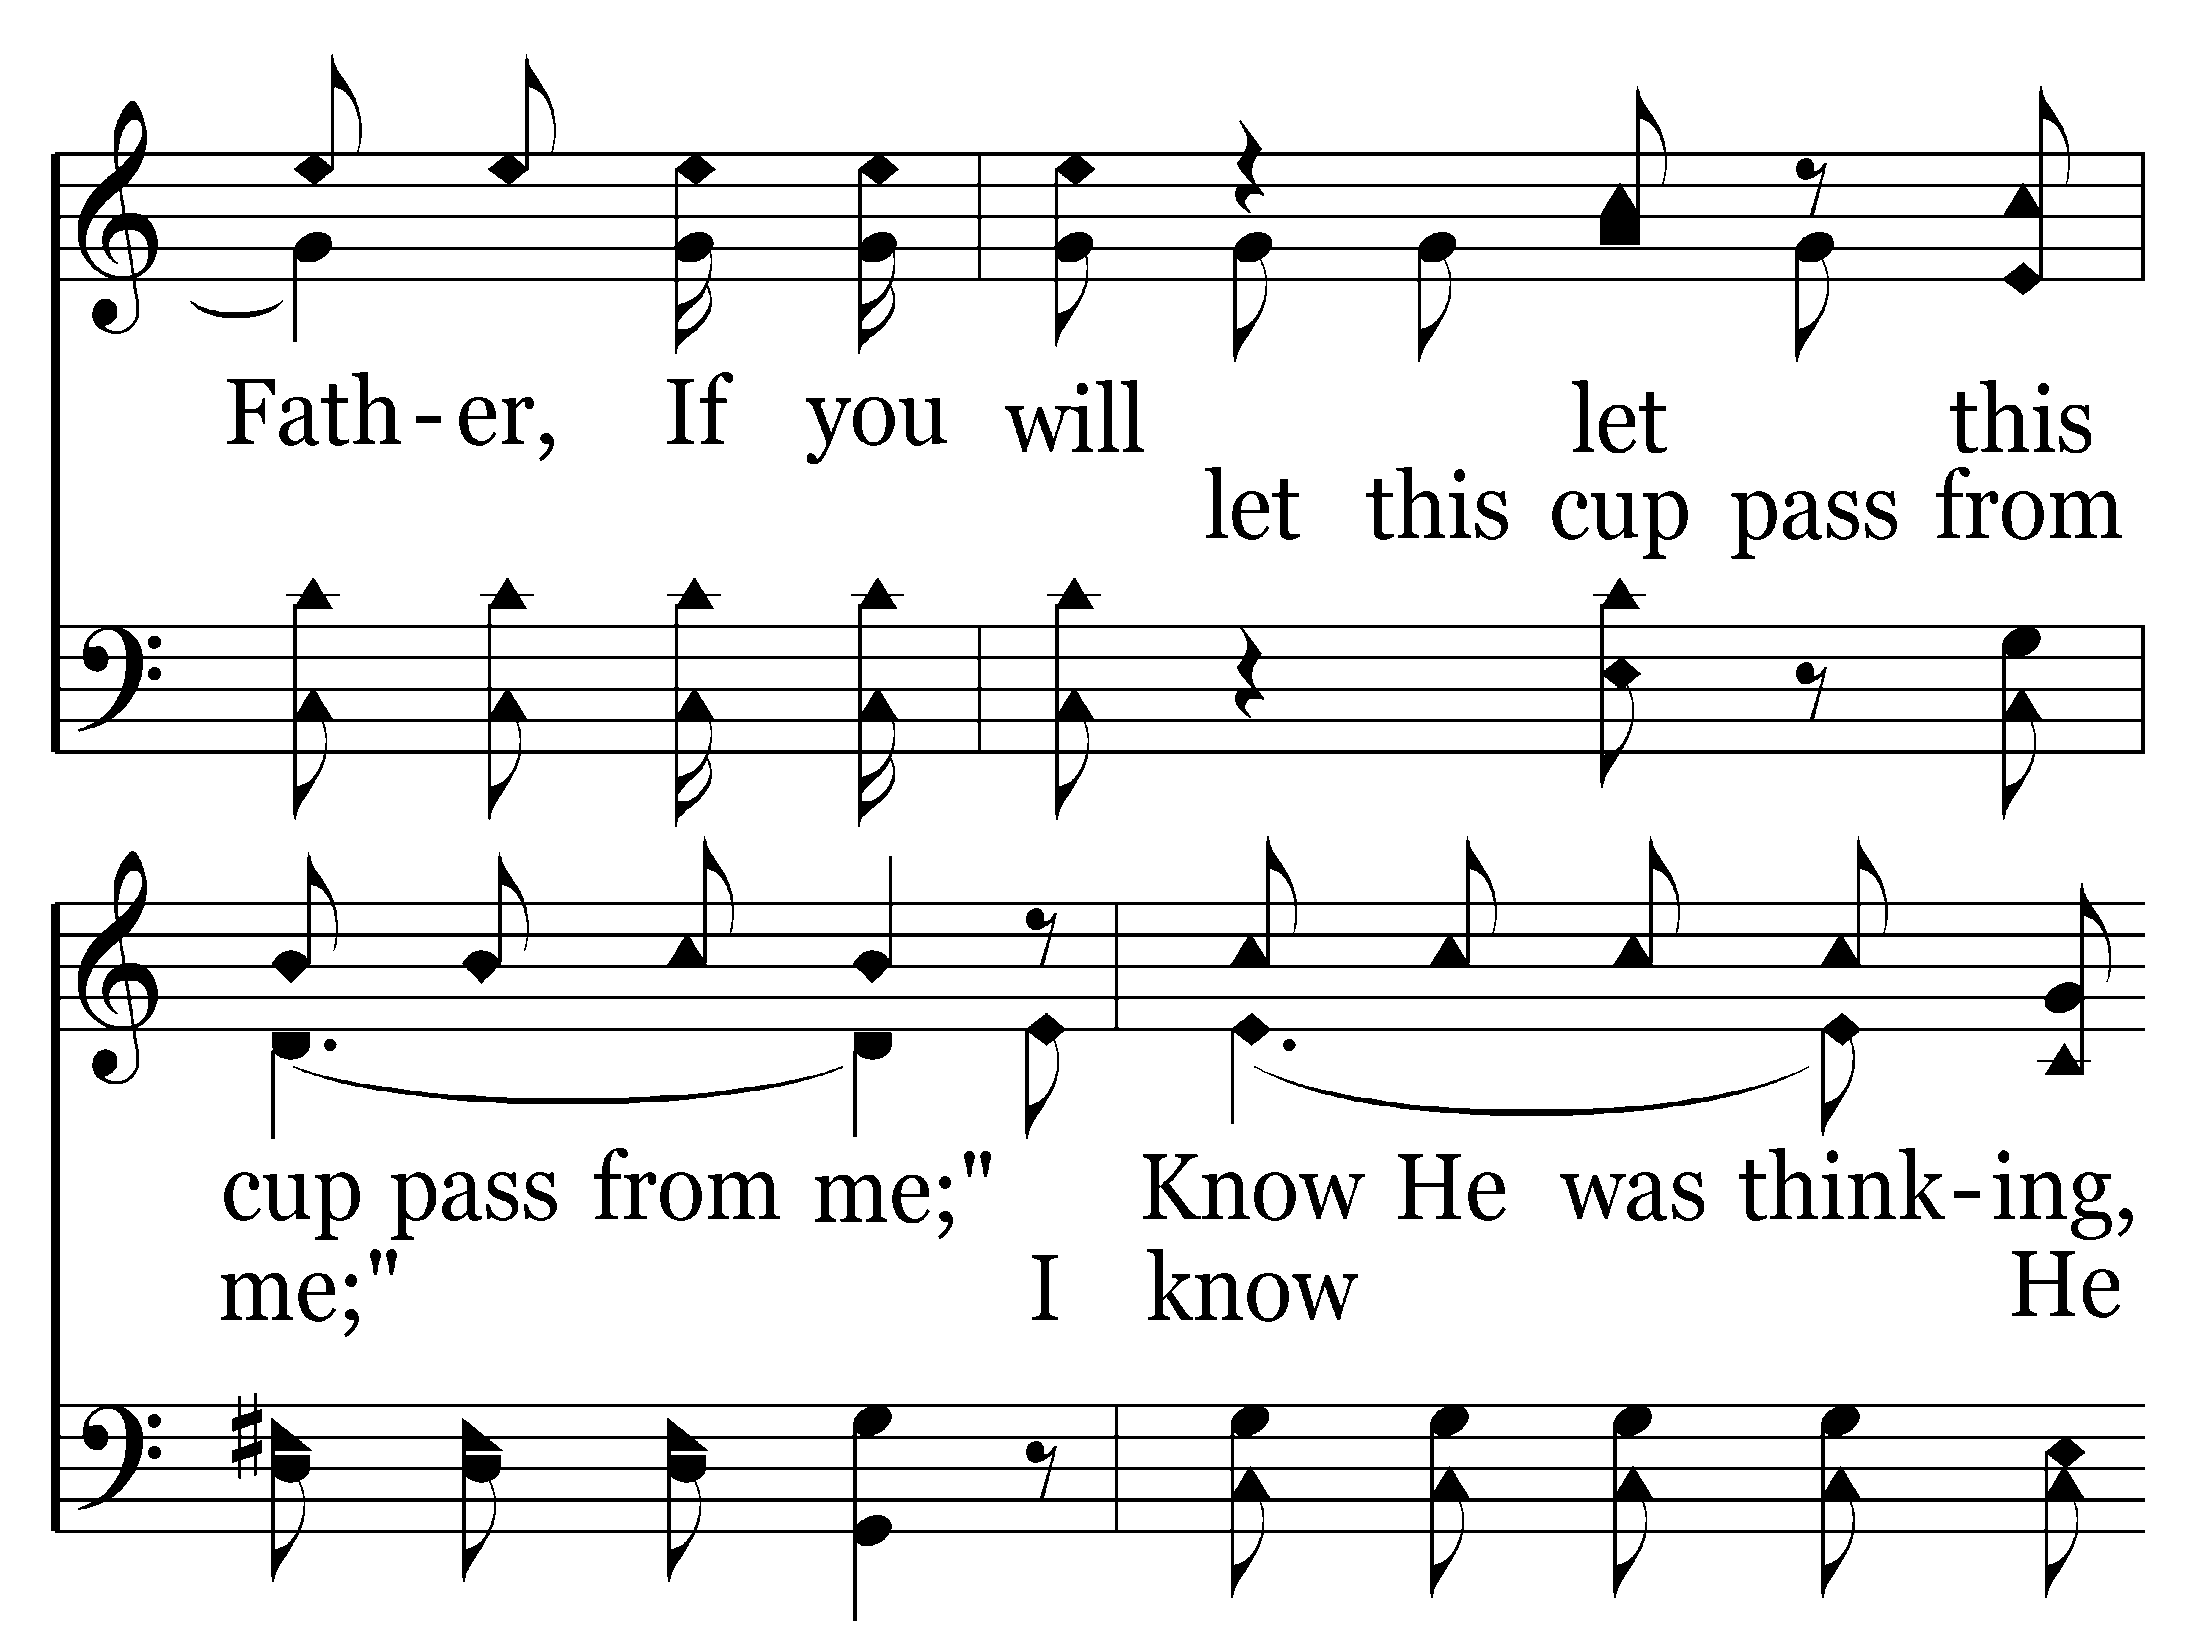 Fath-er, If you will let this
let this cup pass from
cup pass from me;" Know He was think-ing,
me;" I know He